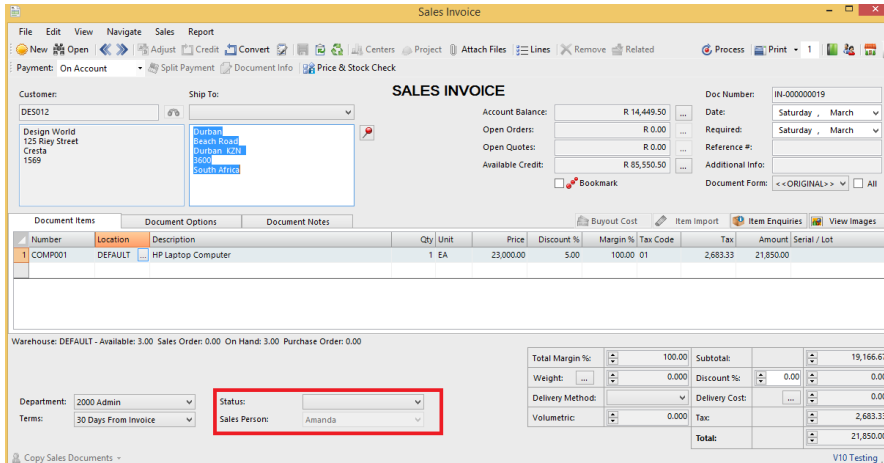 Sales Invoice
File Edit View Navigate Sales Report
New Open Adjust Credit Convert Centers Project Attach Files Lines Remove Related Process Print 1
Payment: On Account Split Payment Document Info Price & Stock Check
Customer: Ship To: SALES INVOICE Doc Number: IN-000000019
DES012 Account Balance: R 14,449.50 ... Date: Saturday , March
Design World Durban Open Orders: R 0.00 ... Required: Saturday , March
125 Riey Street Beach Road
Cresta Durban KZN Open Quotes: R 0.00 ... Reference #:
1569 3600
South Africa Available Credit: R 85,550.50 ... Additional Info:
Bookmark Document Form: <<ORIGINAL>> All
Document Items Document Options Document Notes Buyout Cost Item Import Item Enquiries View Images
Number Location Description Qty Unit Price Discount % Margin % Tax Code Tax Amount Serial / Lot
1 COMP001 DEFAULT ... HP Laptop Computer 1 EA 23,000.00 5.00 100.00 01 2,683.33 21,850.00
Warehouse: DEFAULT - Available: 3.00 Sales Order: 0.00 On Hand: 3.00 Purchase Order: 0.00
Total Margin %: 100.00 Subtotal: 19,166.67
Weight: ... 0.000 Discount %: 0.00 0.00
Department: 2000 Admin Status: Delivery Method: Delivery Cost: ... 0.00
Terms: 30 Days From Invoice Sales Person: Amanda Volumetric: 0.000 Tax: 2,683.33
Total: 21,850.00
Copy Sales Documents V10 Testing